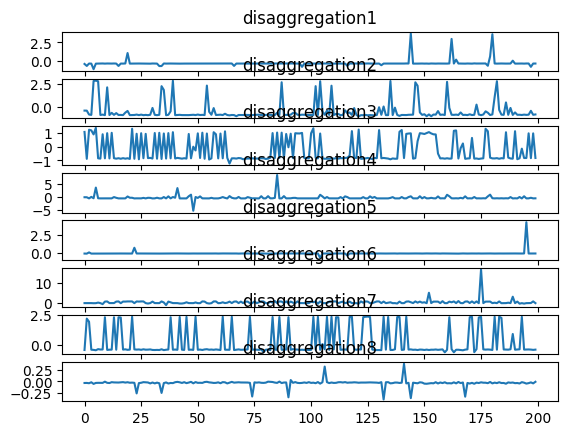 disaggregation1
2.5
0.0
disaggregation2
2.5
0.0
disaggregation3
1
0
−1
disaggregation4
5
0
−5
disaggregation5
2.5
0.0
disaggregation6
10
0
disaggregation7
2.5
0.0
disaggregation8
0.25
0.00
−0.25
0 25 50 75 100 125 150 175 200